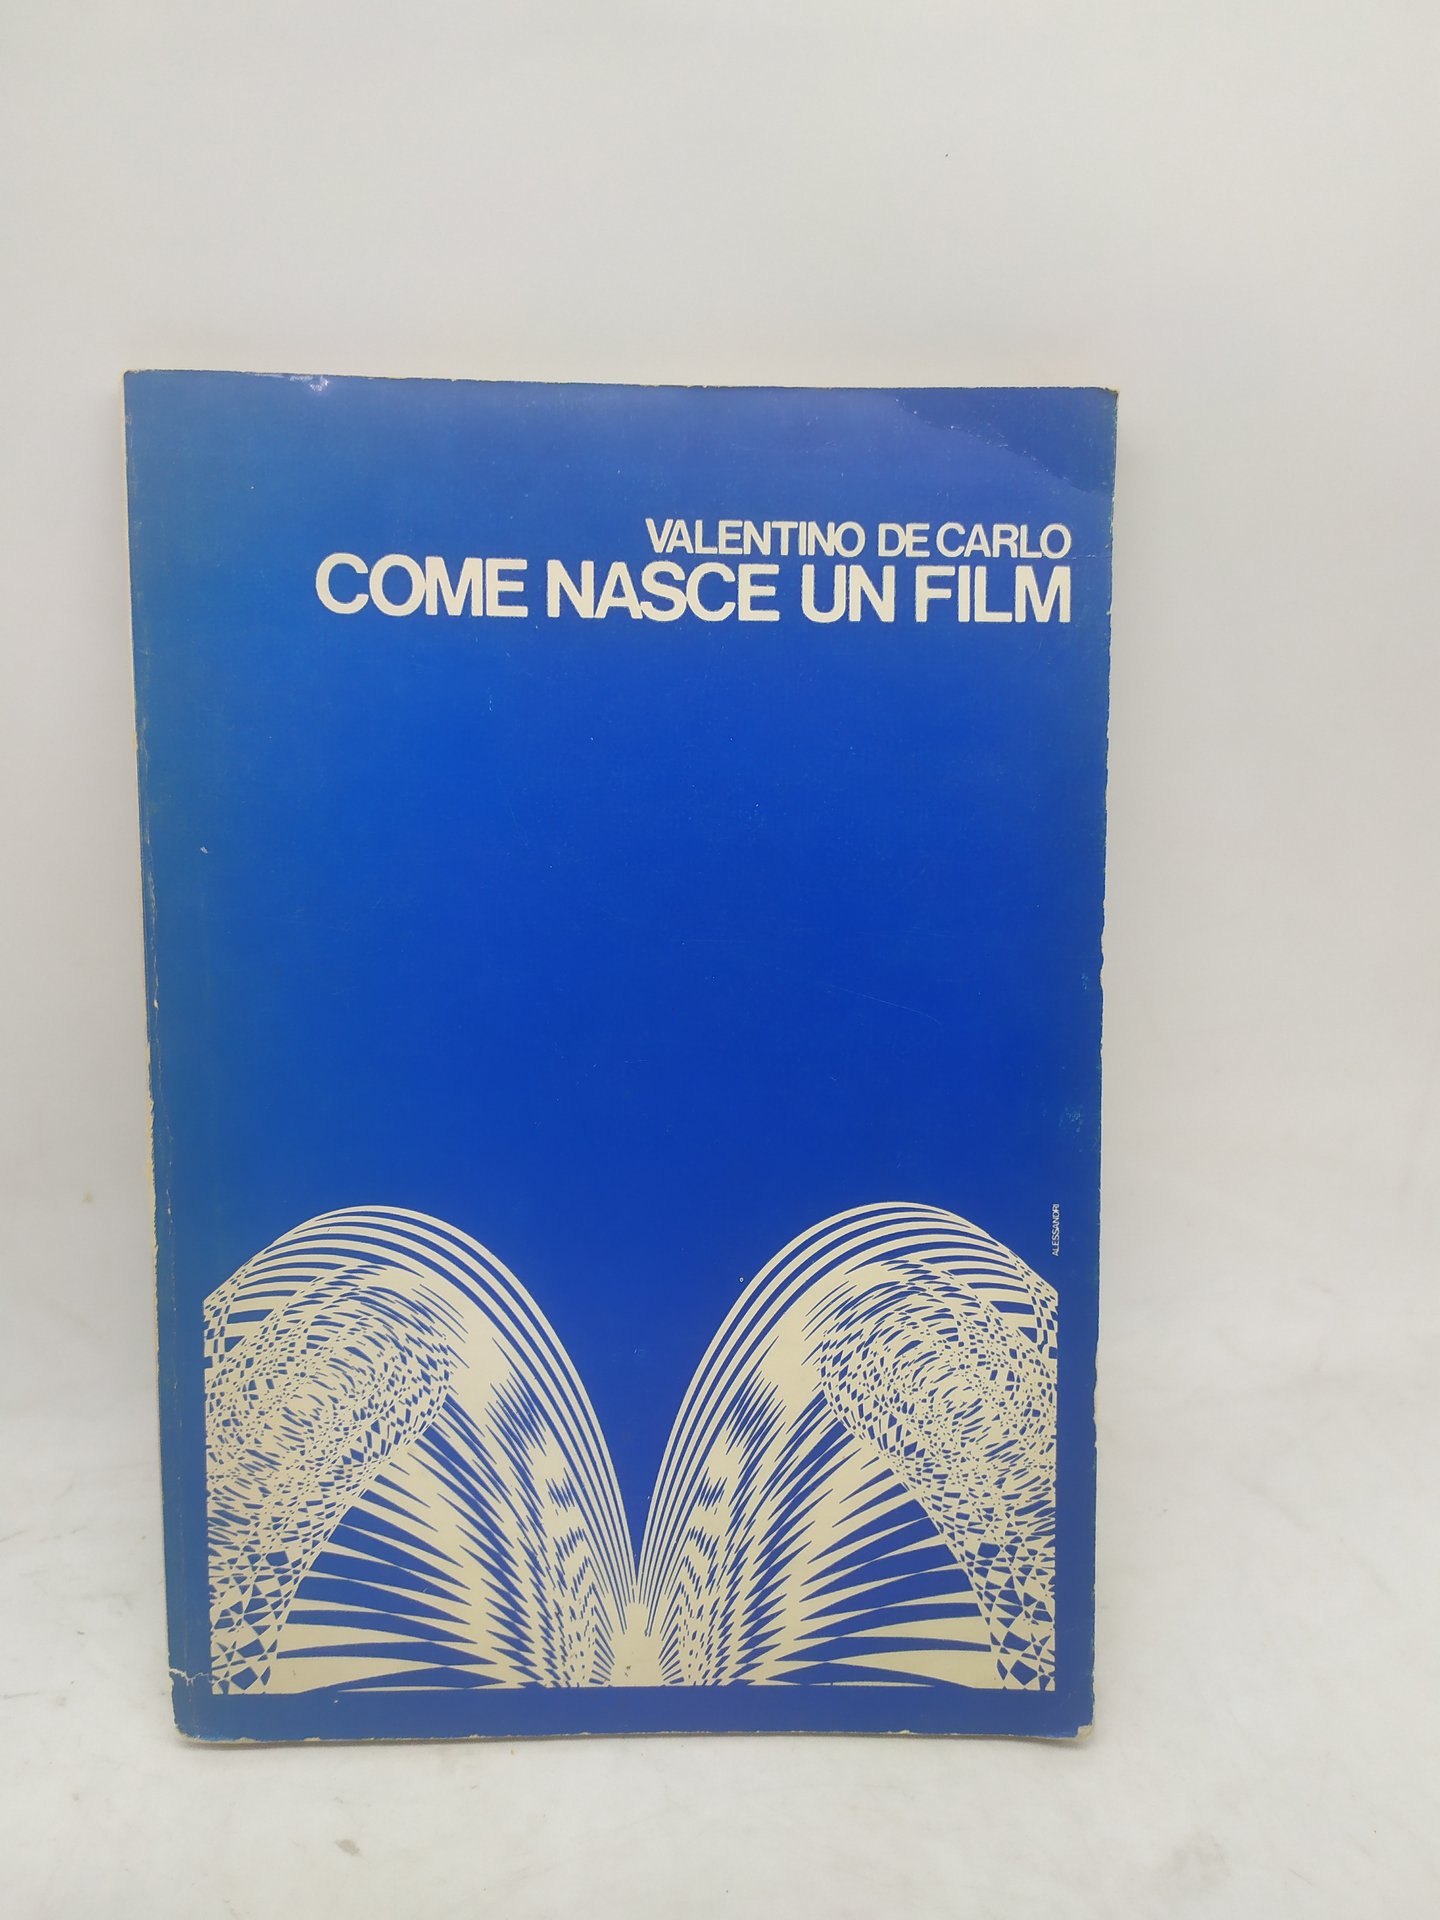 VALENTINO DE CARLO
COME NASCE UN FILM
ALESSANDRI